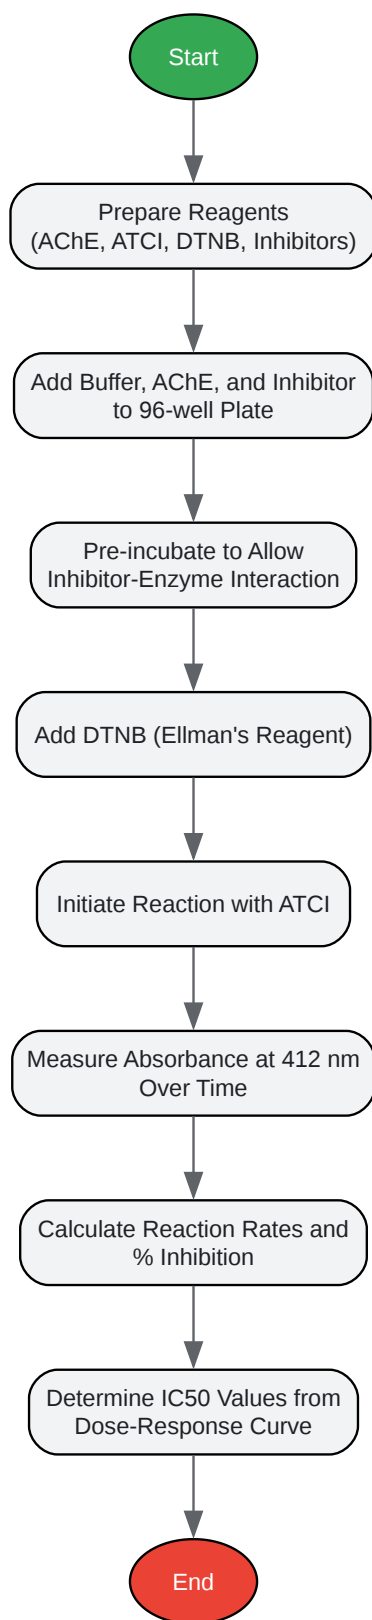 Start
Prepare Reagents
(AChE, ATCI, DTNB, Inhibitors)
Add Buffer, AChE, and Inhibitor
to 96-well Plate
Pre-incubate to Allow
Inhibitor-Enzyme Interaction
Add DTNB (Ellman's Reagent)
Initiate Reaction with ATCI
Measure Absorbance at 412 nm
Over Time
Calculate Reaction Rates and
% Inhibition
Determine IC50 Values from
Dose-Response Curve
End